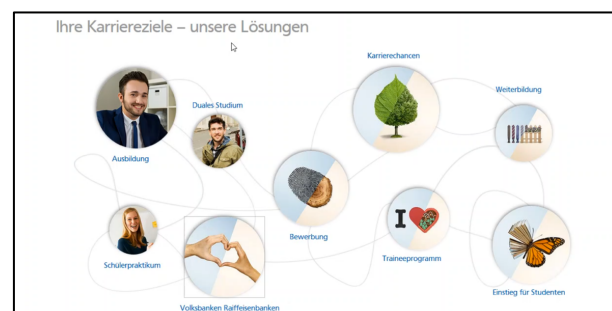 Ihre Karriereziele – unsere Lösungen
Karrierechancen
Weiterbildung
Duales Studium
Ausbildung
Bewerbung
I
Traineeprogramm
Schülerpraktikum
Einstieg für Studenten
Volksbanken Raiffeisenbanken